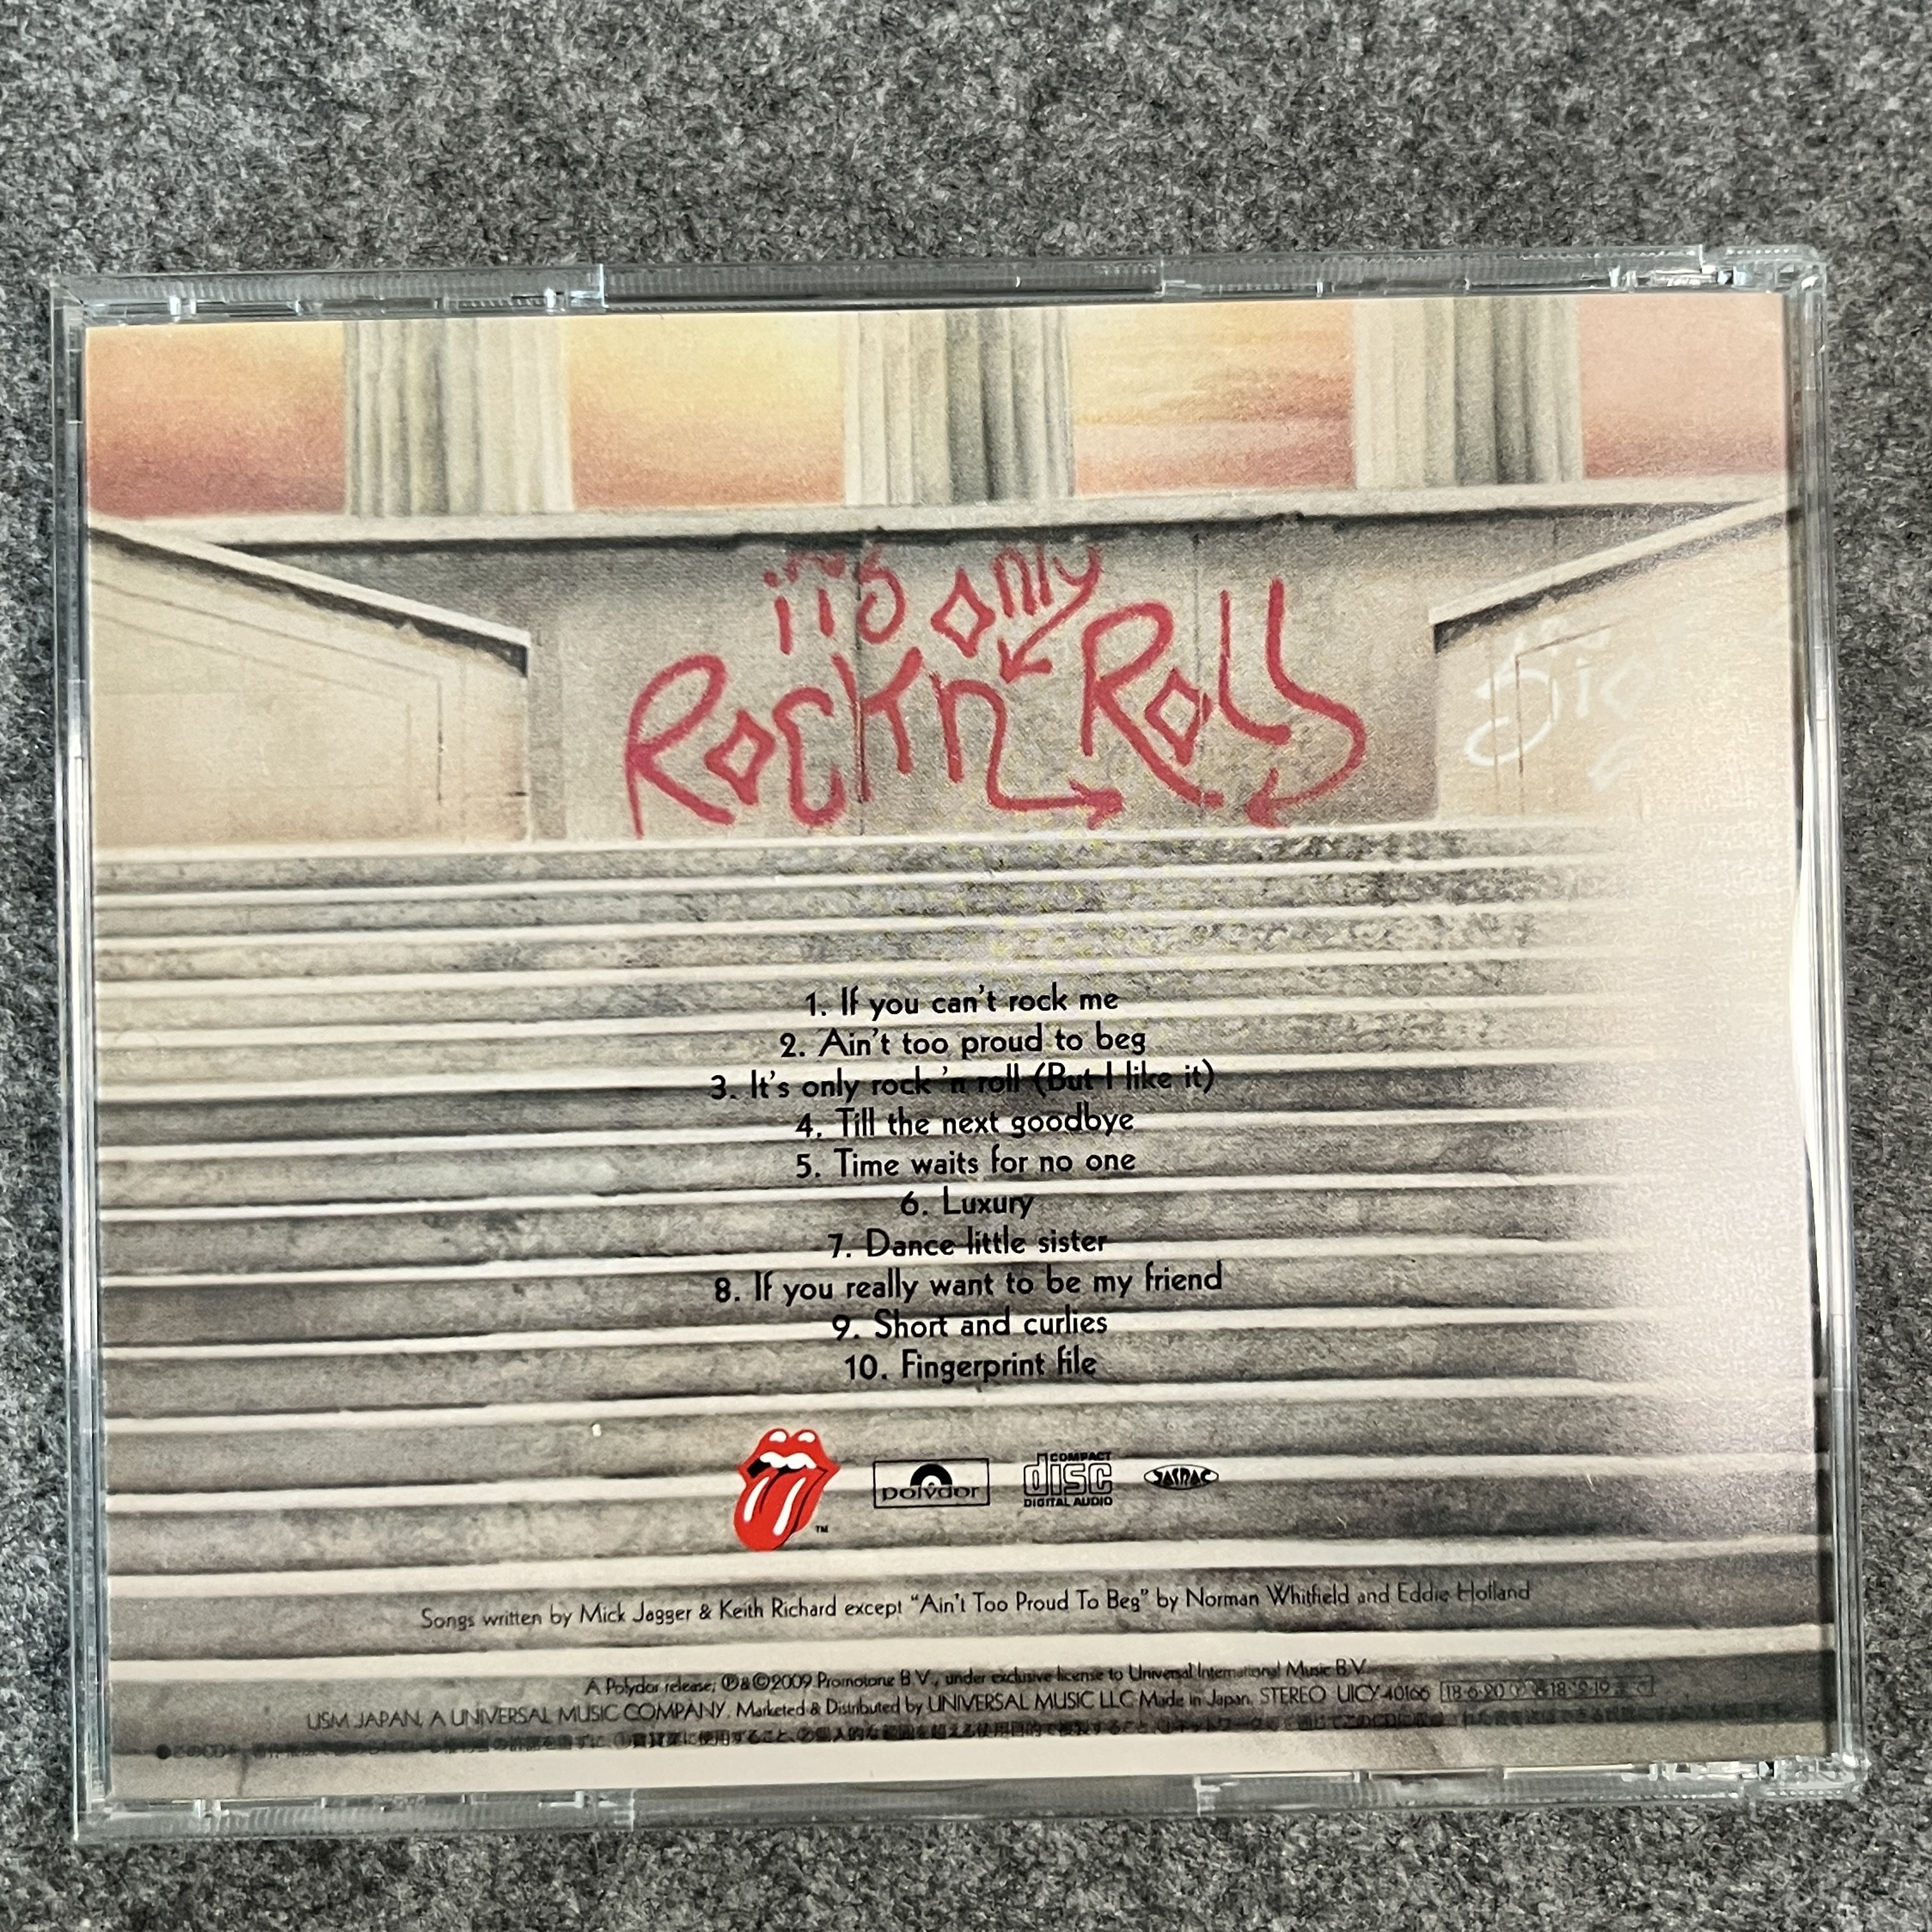 it's only
Rock'n Roll
1. If you can't rock me
2. Ain't too proud to beg
3. It's only rock 'n roll (But I like it)
4. Till the next goodbye
5. Time waits for no one
6. Luxury
7. Dance little sister
8. If you really want to be my friend
9. Short and curlies
10. Fingerprint file
TM
polydor
COMPACT
disc
DIGITAL AUDIO
JASRAC
Songs written by Mick Jagger & Keith Richard except “Ain't Too Proud To Beg” by Norman Whitfield and Eddie Holland
A Polydor release; ℗&©2009 Promotone B.V., under exclusive license to Universal International Music B.V.
USM JAPAN, A UNIVERSAL MUSIC COMPANY. Marketed & Distributed by UNIVERSAL MUSIC LLC Made in Japan. STEREO UICY-40166 18·6·20